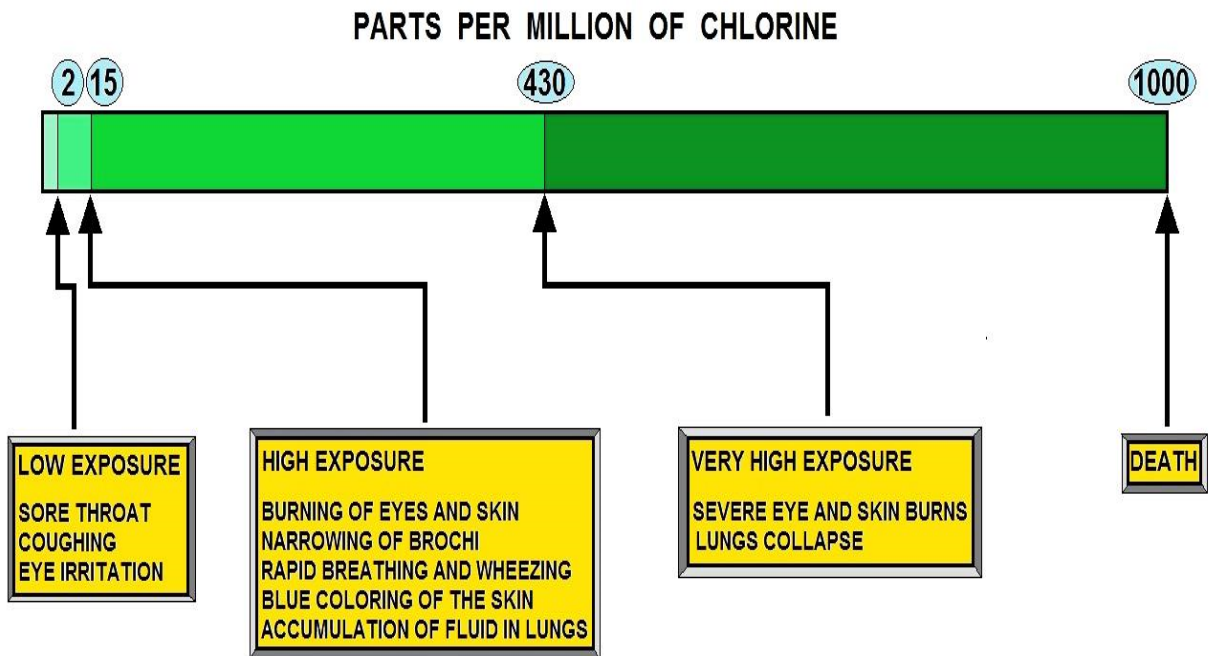 PARTS PER MILLION OF CHLORINE
2 15 430 1000
LOW EXPOSURE
SORE THROAT
COUGHING
EYE IRRITATION
HIGH EXPOSURE
BURNING OF EYES AND SKIN
NARROWING OF BROCHI
RAPID BREATHING AND WHEEZING
BLUE COLORING OF THE SKIN
ACCUMULATION OF FLUID IN LUNGS
VERY HIGH EXPOSURE
SEVERE EYE AND SKIN BURNS
LUNGS COLLAPSE
DEATH